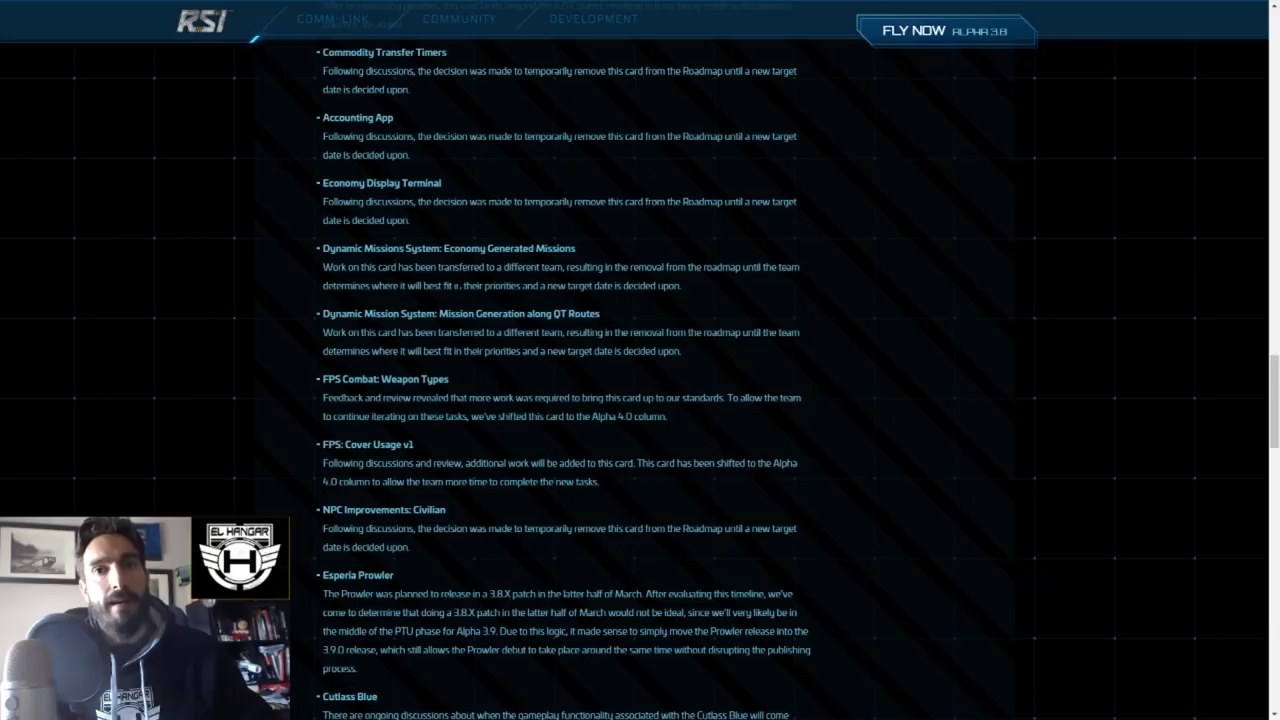 RSI
COMM-LINK
COMMUNITY
DEVELOPMENT
FLY NOW ALPHA 3.8
- Commodity Transfer Timers
Following discussions, the decision was made to temporarily remove this card from the Roadmap until a new target
date is decided upon.
- Accounting App
Following discussions, the decision was made to temporarily remove this card from the Roadmap until a new target
date is decided upon.
- Economy Display Terminal
Following discussions, the decision was made to temporarily remove this card from the Roadmap until a new target
date is decided upon.
- Dynamic Missions System: Economy Generated Missions
Work on this card has been transferred to a different team, resulting in the removal from the roadmap until the team
determines where it will best fit their priorities and a new target date is decided upon.
- Dynamic Mission System: Mission Generation along QT Routes
Work on this card has been transferred to a different team, resulting in the removal from the roadmap until the team
determines where it will best fit in their priorities and a new target date is decided upon.
- FPS Combat: Weapon Types
Feedback and review revealed that more work was required to bring this card up to our standards. To allow the team
to continue iterating on these tasks, we've shifted this card to the Alpha 4.0 column.
- FPS: Cover Usage v1
Following discussions and review, additional work will be added to this card. This card has been shifted to the Alpha
4.0 column to allow the team more time to complete the new tasks.
- NPC Improvements: Civilian
Following discussions, the decision was made to temporarily remove this card from the Roadmap until a new target
date is decided upon.
- Esperia Prowler
The Prowler was planned to release in a 3.8.X patch in the latter half of March. After evaluating this timeline, we've
come to determine that doing a 3.8.X patch in the latter half of March would not be ideal, since we'll very likely be in
the middle of the PTU phase for Alpha 3.9. Due to this logic, it made sense to simply move the Prowler release into the
3.9.0 release, which still allows the Prowler debut to take place around the same time without disrupting the publishing
process.
- Cutlass Blue
There are ongoing discussions about when the gameplay functionality associated with the Cutlass Blue will come
EL HANGAR
H